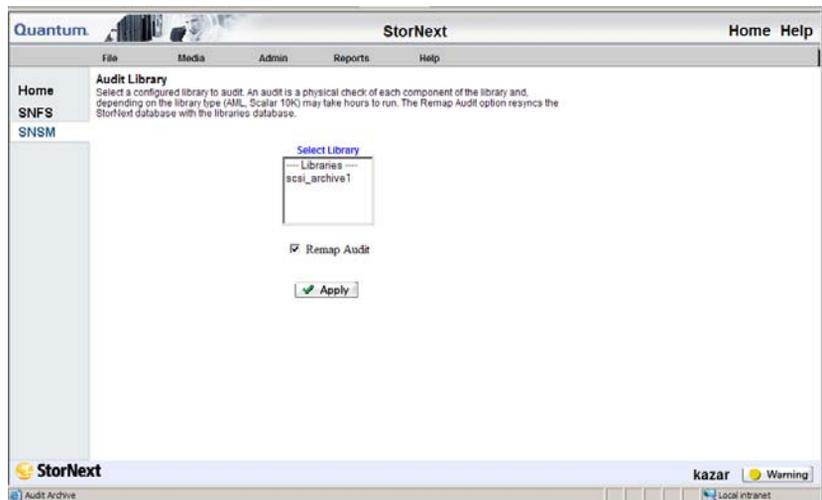 Quantum. StorNext Home Help
File Media Admin Reports Help
Home
SNFS
SNSM
Audit Library
Select a configured library to audit. An audit is a physical check of each component of the library and,
depending on the library type (AML, Scalar 10K) may take hours to run. The Remap Audit option resyncs the
StorNext database with the libraries database.
Select Library
---- Libraries ----
scsi_archive1
Remap Audit
Apply
StorNext kazar Warning
Audit Archive Local intranet